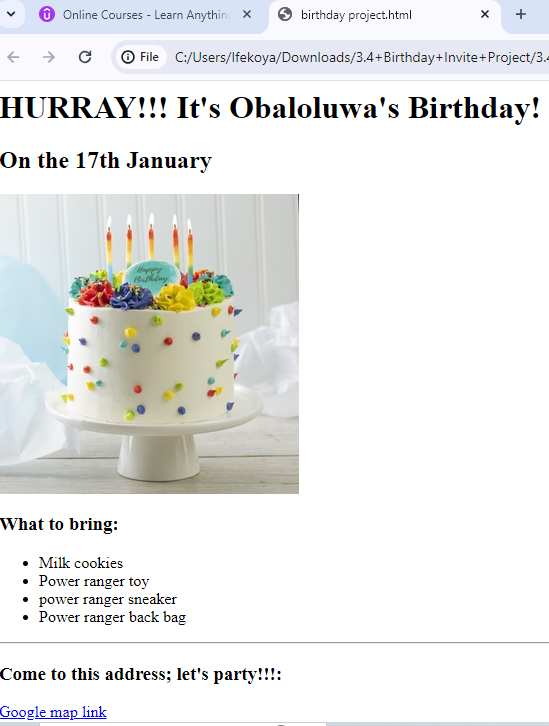 Online Courses - Learn Anythin
birthday project.html
File
C:/Users/Ifekoya/Downloads/3.4+Birthday+Invite+Project/3.4
HURRAY!!! It's Obaloluwa's Birthday!
On the 17th January
Happy
Birthday
What to bring:
Milk cookies
Power ranger toy
power ranger sneaker
Power ranger back bag
Come to this address; let's party!!!:
Google map link